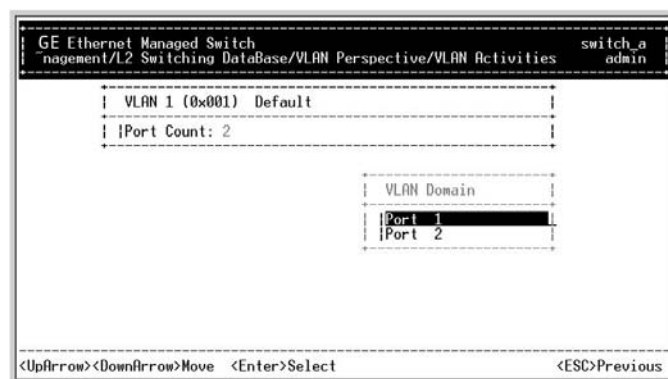 GE Ethernet Managed Switch switch_a
~nagement/L2 Switching DataBase/VLAN Perspective/VLAN Activities admin
VLAN 1 (0x001) Default
Port Count: 2
VLAN Domain
Port 1
Port 2
<UpArrow><DownArrow>Move <Enter>Select <ESC>Previous